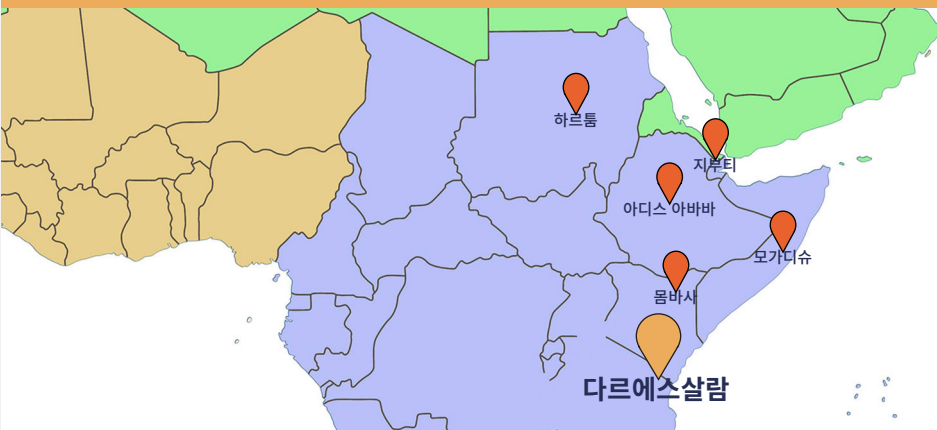 하르툼
지부티
아디스 아바바
모가디슈
몸바사
다르에스살람